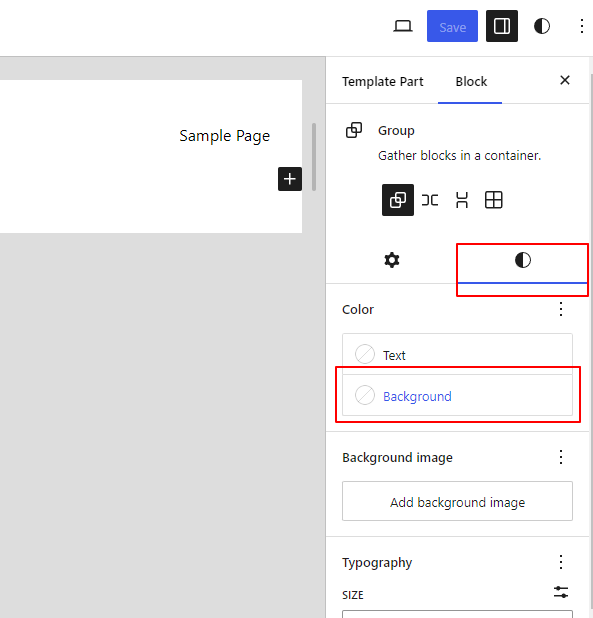 Save
Template Part
Block
Group
Gather blocks in a container.
Sample Page
Color
Text
Background
Background image
Add background image
Typography
SIZE